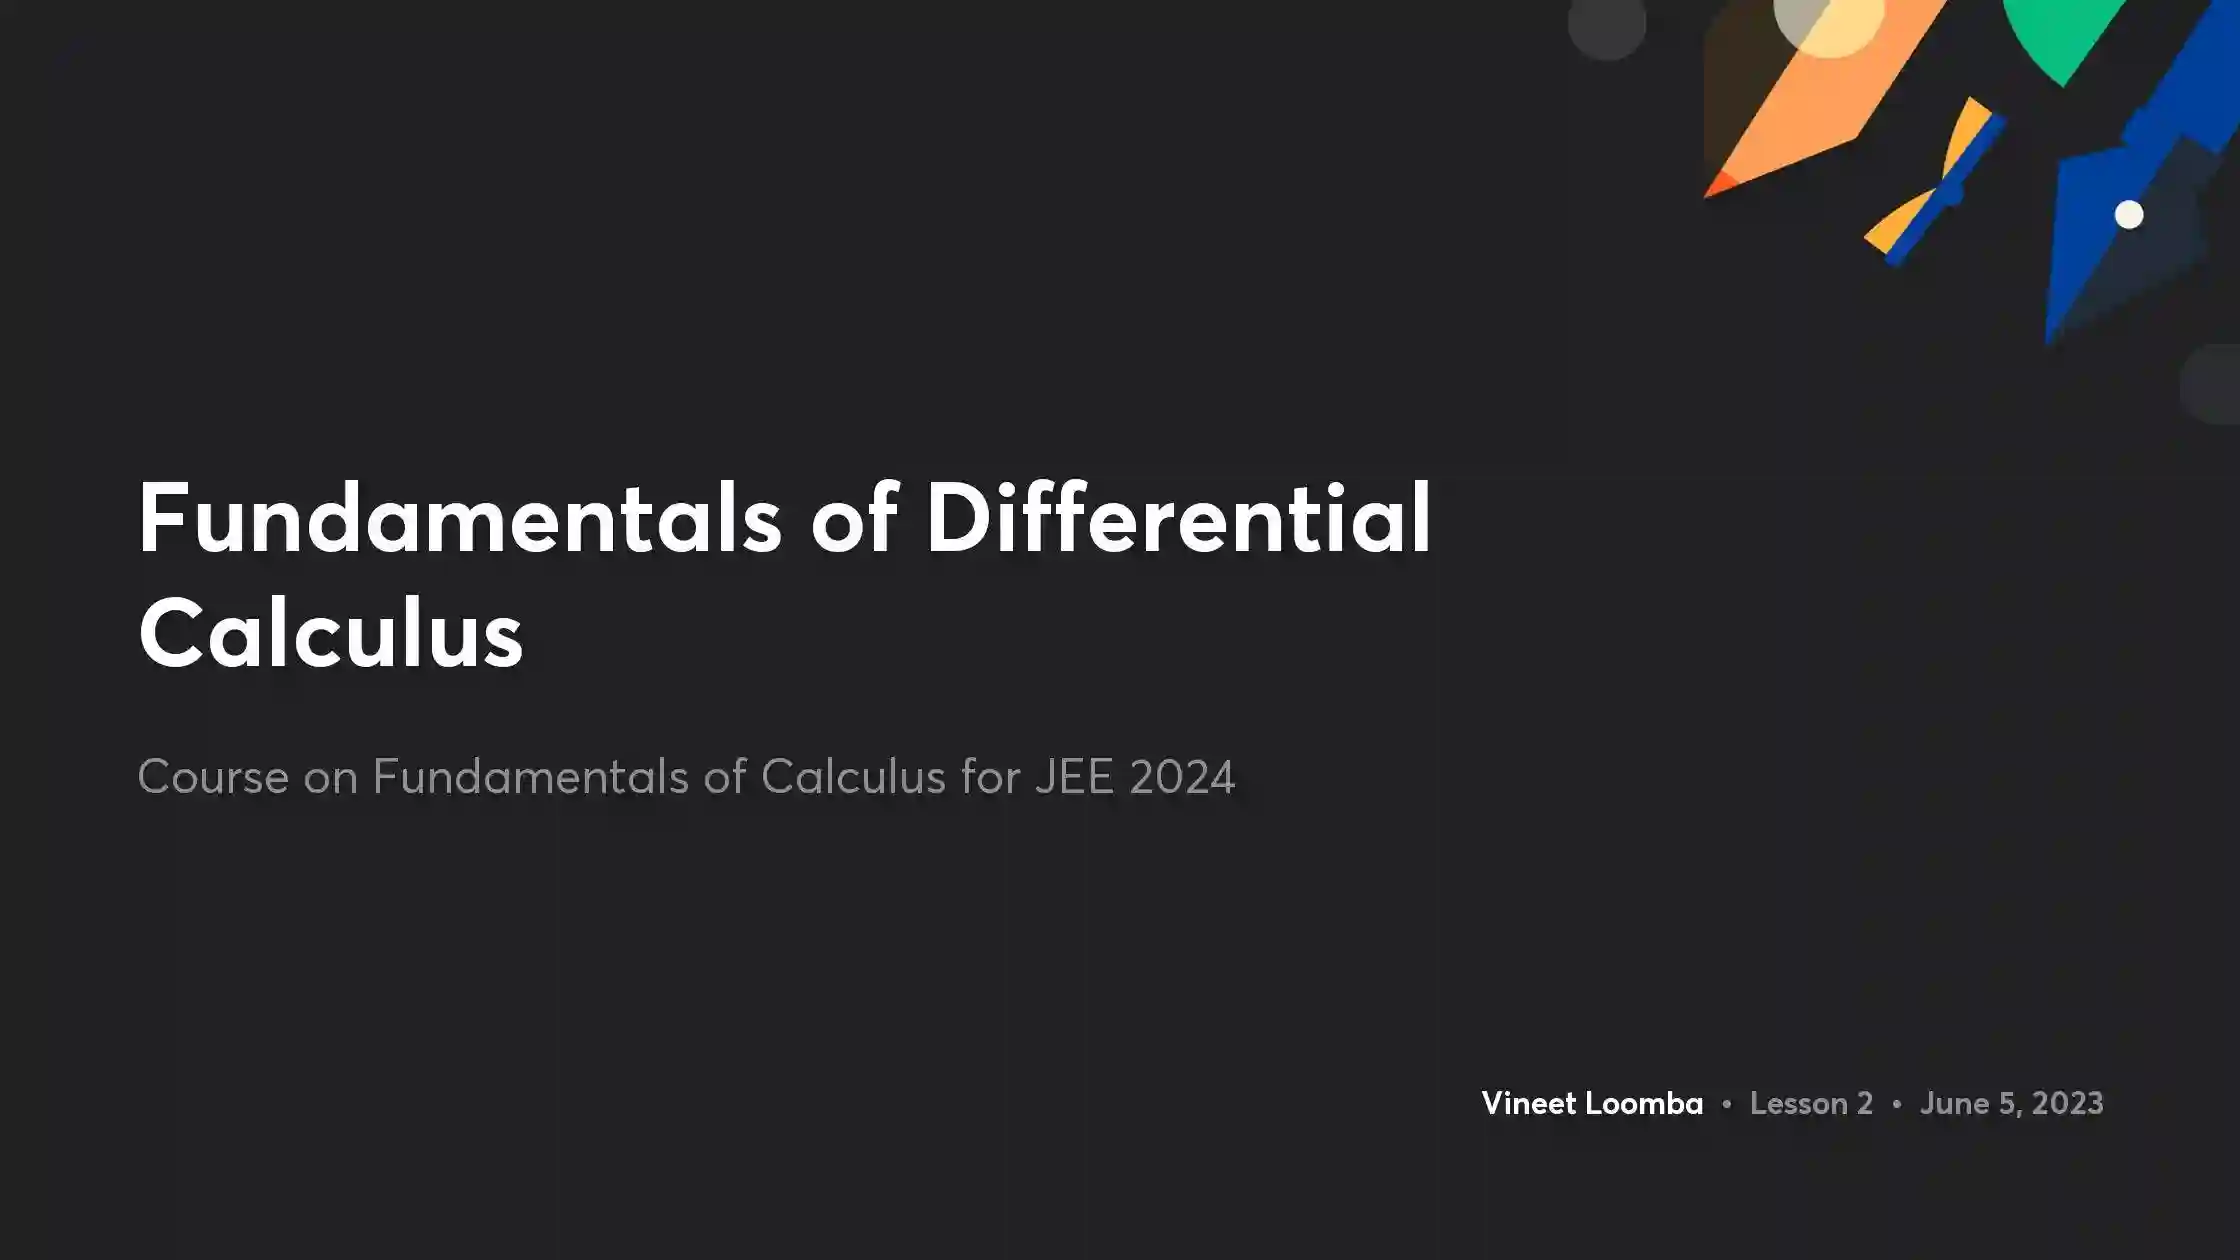 Fundamentals of Differential
Calculus
Course on Fundamentals of Calculus for JEE 2024
Vineet Loomba • Lesson 2 • June 5, 2023